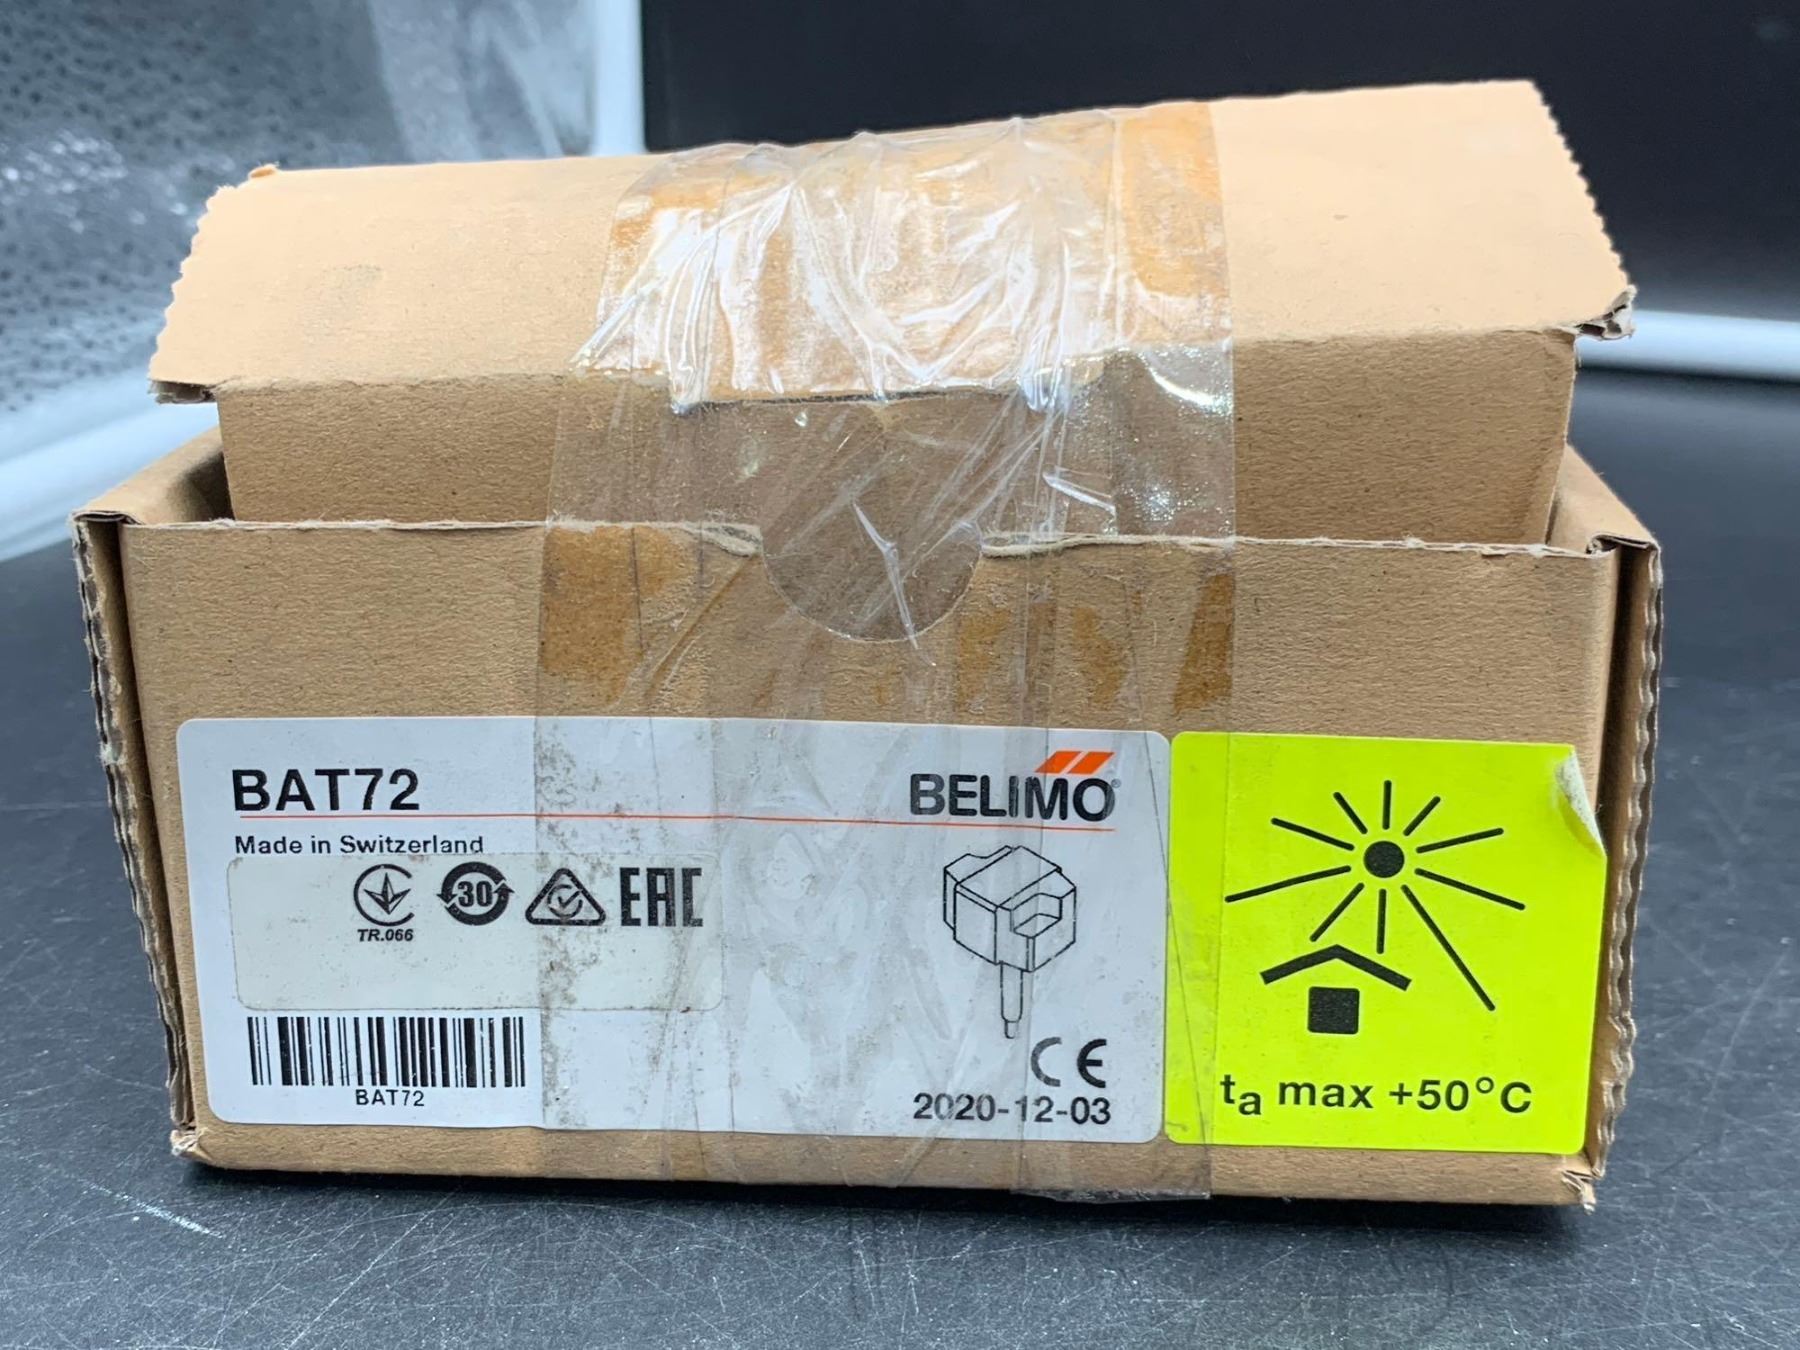 BAT72
BELIMO®
Made in Switzerland
TR.066
30
EAC
BAT72
CE
2020-12-03
ta max +50°C